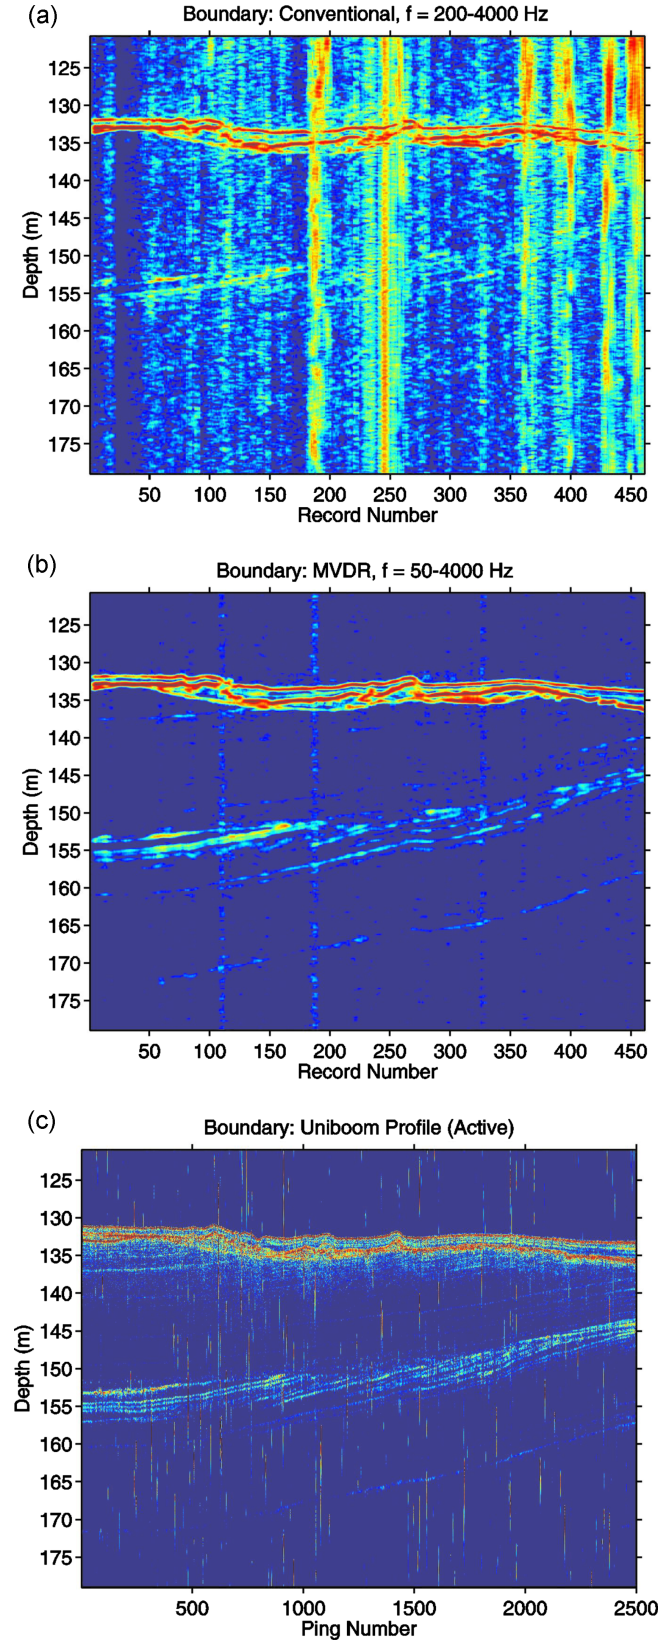 (a)
Boundary: Conventional, f = 200-4000 Hz
125
130
135
140
145
150
155
160
165
170
175
Depth (m)
50 100 150 200 250 300 350 400 450
Record Number
(b)
Boundary: MVDR, f = 50-4000 Hz
125
130
135
140
145
150
155
160
165
170
175
Depth (m)
50 100 150 200 250 300 350 400 450
Record Number
(c)
Boundary: Uniboom Profile (Active)
125
130
135
140
145
150
155
160
165
170
175
Depth (m)
500 1000 1500 2000 2500
Ping Number